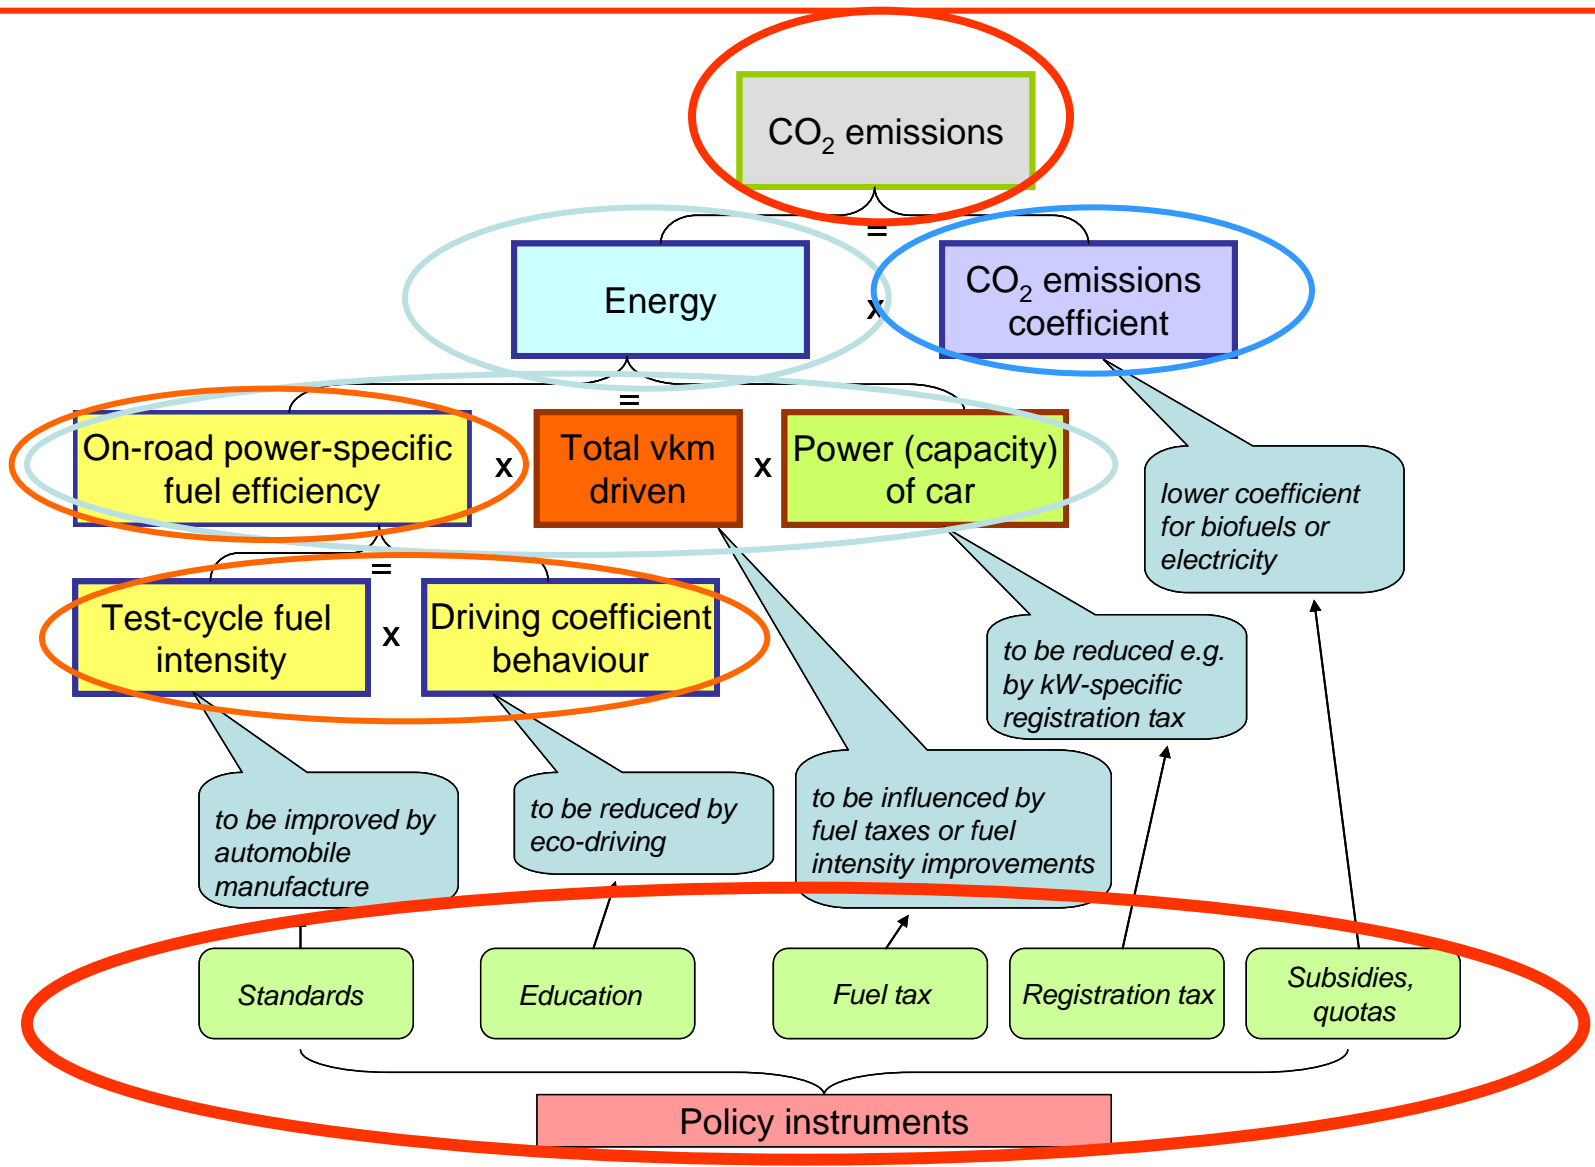 CO₂ emissions
=
Energy
x
CO₂ emissions
coefficient
=
On-road power-specific
fuel efficiency
x
Total vkm
driven
x
Power (capacity)
of car
lower coefficient
for biofuels or
electricity
=
Test-cycle fuel
intensity
x
Driving coefficient
behaviour
to be reduced e.g.
by kW-specific
registration tax
to be improved by
automobile
manufacture
to be reduced by
eco-driving
to be influenced by
fuel taxes or fuel
intensity improvements
Standards
Education
Fuel tax
Registration tax
Subsidies,
quotas
Policy instruments